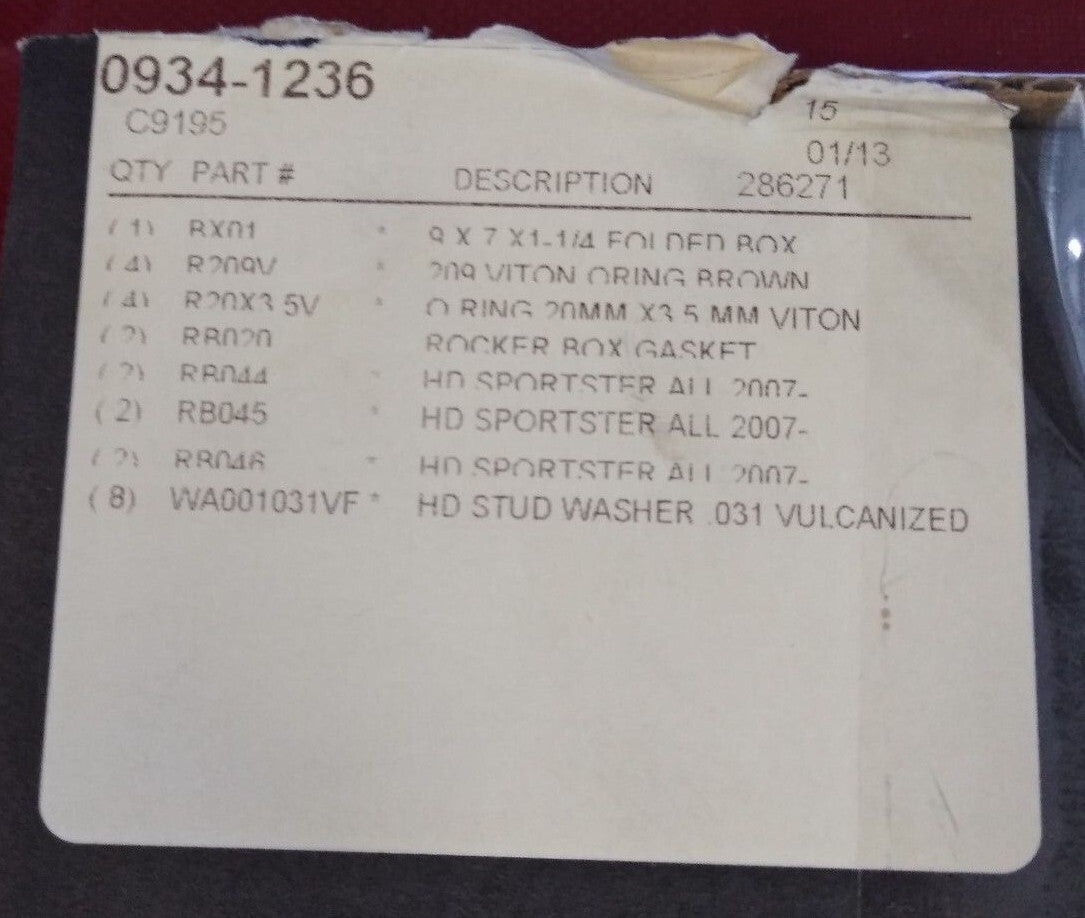 0934-1236
15
C9195
01/13
QTY PART # DESCRIPTION 286271
( 1) BX01 * 9 X 7 X1-1/4 FOLDED BOX
( 4) R209V * 209 VITON ORING BROWN
( 4) R20X3.5V * O RING 20MM X3.5 MM VITON
( 2) RB020 ROCKER BOX GASKET
( 2) RB044 * HD SPORTSTER ALL 2007-
( 2) RB045 * HD SPORTSTER ALL 2007-
( 2) RB046 * HD SPORTSTER ALL 2007-
( 8) WA001031VF * HD STUD WASHER .031 VULCANIZED